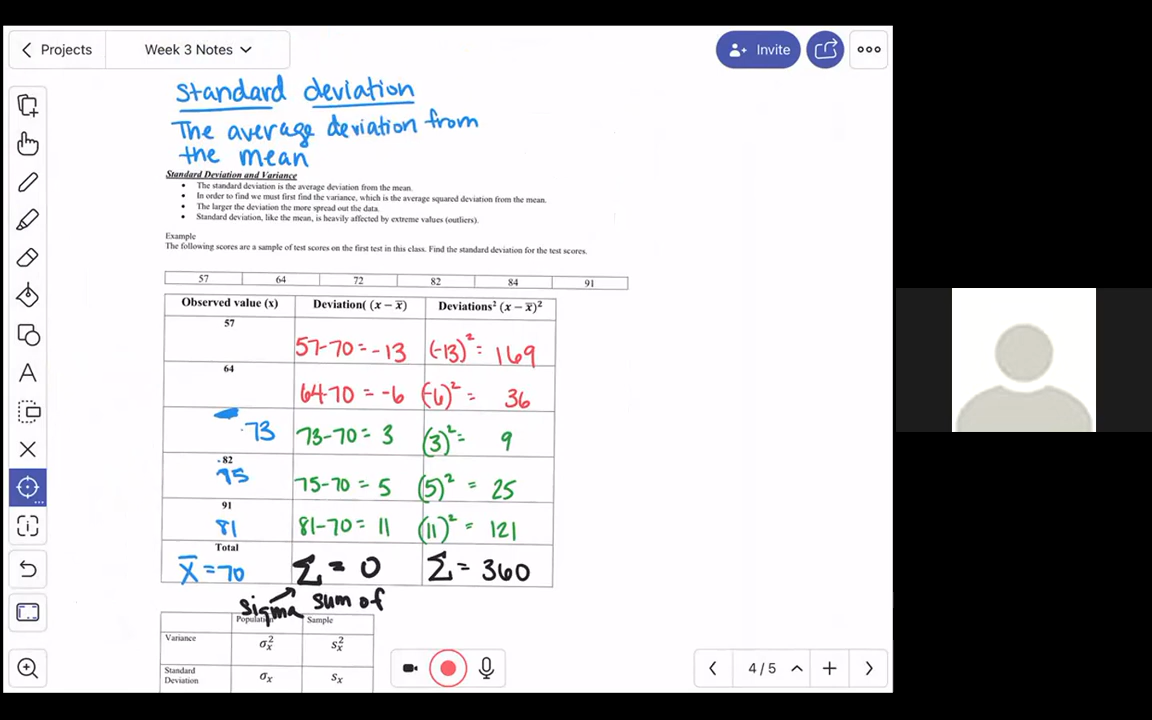 Projects
Week 3 Notes
Invite
Standard deviation
The average deviation from
the mean
Standard Deviation and Variance
• The standard deviation is the average deviation from the mean.
• In order to find we must first find the variance, which is the average squared deviation from the mean.
• The larger the deviation the more spread out the data.
• Standard deviation, like the mean, is heavily affected by extreme values (outliers).
Example
The following scores are a sample of test scores on the first test in this class. Find the standard deviation for the test scores.
57 64 72 82 84 91
Observed value (x) Deviation( (x − x̅) Deviations² (x − x̅)²
57
57-70 = -13 (-13)² = 169
64
64-70 = -6 (-6)² = 36
73 73-70 = 3 (3)² = 9
82
75 75-70 = 5 (5)² = 25
91
81 81-70 = 11 (11)² = 121
Total
X̅ = 70 Σ = 0 Σ = 360
sigma sum of
Population Sample
Variance σₓ² sₓ²
Standard
Deviation σₓ sₓ
4 / 5
A